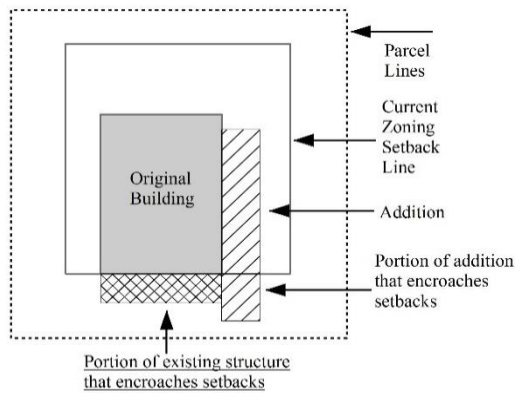 Parcel
Lines
Current
Zoning
Setback
Line
Original
Building
Addition
Portion of addition
that encroaches
setbacks
Portion of existing structure
that encroaches setbacks